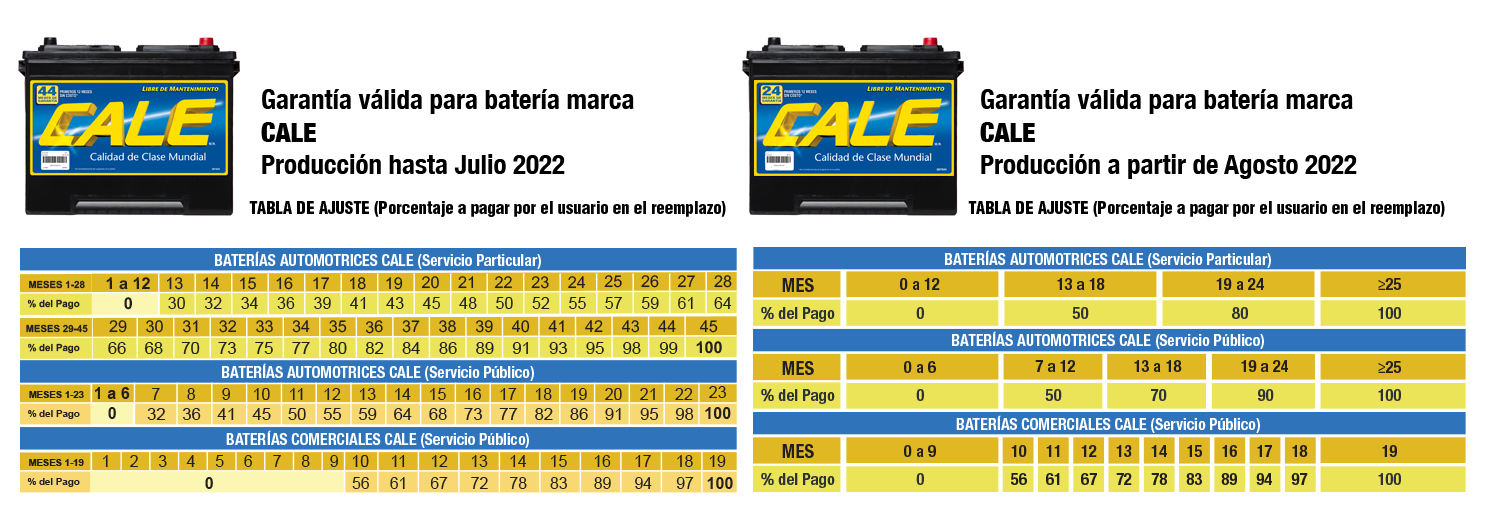 44
MESES DE
GARANTÍA
PRIMEROS 12 MESES
SIN COSTO*
LIBRE DE MANTENIMIENTO
CALE
Calidad de Clase Mundial
Garantía válida para batería marca
CALE
Producción hasta Julio 2022
TABLA DE AJUSTE (Porcentaje a pagar por el usuario en el reemplazo)
BATERÍAS AUTOMOTRICES CALE (Servicio Particular)
MESES 1-28 1 a 12 13 14 15 16 17 18 19 20 21 22 23 24 25 26 27 28
% del Pago 0 30 32 34 36 39 41 43 45 48 50 52 55 57 59 61 64
MESES 29-45 29 30 31 32 33 34 35 36 37 38 39 40 41 42 43 44 45
% del Pago 66 68 70 73 75 77 80 82 84 86 89 91 93 95 98 99 100
BATERÍAS AUTOMOTRICES CALE (Servicio Público)
MESES 1-23 1 a 6 7 8 9 10 11 12 13 14 15 16 17 18 19 20 21 22 23
% del Pago 0 32 36 41 45 50 55 59 64 68 73 77 82 86 91 95 98 100
BATERÍAS COMERCIALES CALE (Servicio Público)
MESES 1-19 1 2 3 4 5 6 7 8 9 10 11 12 13 14 15 16 17 18 19
% del Pago 0 56 61 67 72 78 83 89 94 97 100
24
MESES DE
GARANTÍA
PRIMEROS 12 MESES
SIN COSTO*
LIBRE DE MANTENIMIENTO
CALE
Calidad de Clase Mundial
Garantía válida para batería marca
CALE
Producción a partir de Agosto 2022
TABLA DE AJUSTE (Porcentaje a pagar por el usuario en el reemplazo)
BATERÍAS AUTOMOTRICES CALE (Servicio Particular)
MES 0 a 12 13 a 18 19 a 24 ≥25
% del Pago 0 50 80 100
BATERÍAS AUTOMOTRICES CALE (Servicio Público)
MES 0 a 6 7 a 12 13 a 18 19 a 24 ≥25
% del Pago 0 50 70 90 100
BATERÍAS COMERCIALES CALE (Servicio Público)
MES 0 a 9 10 11 12 13 14 15 16 17 18 19
% del Pago 0 56 61 67 72 78 83 89 94 97 100